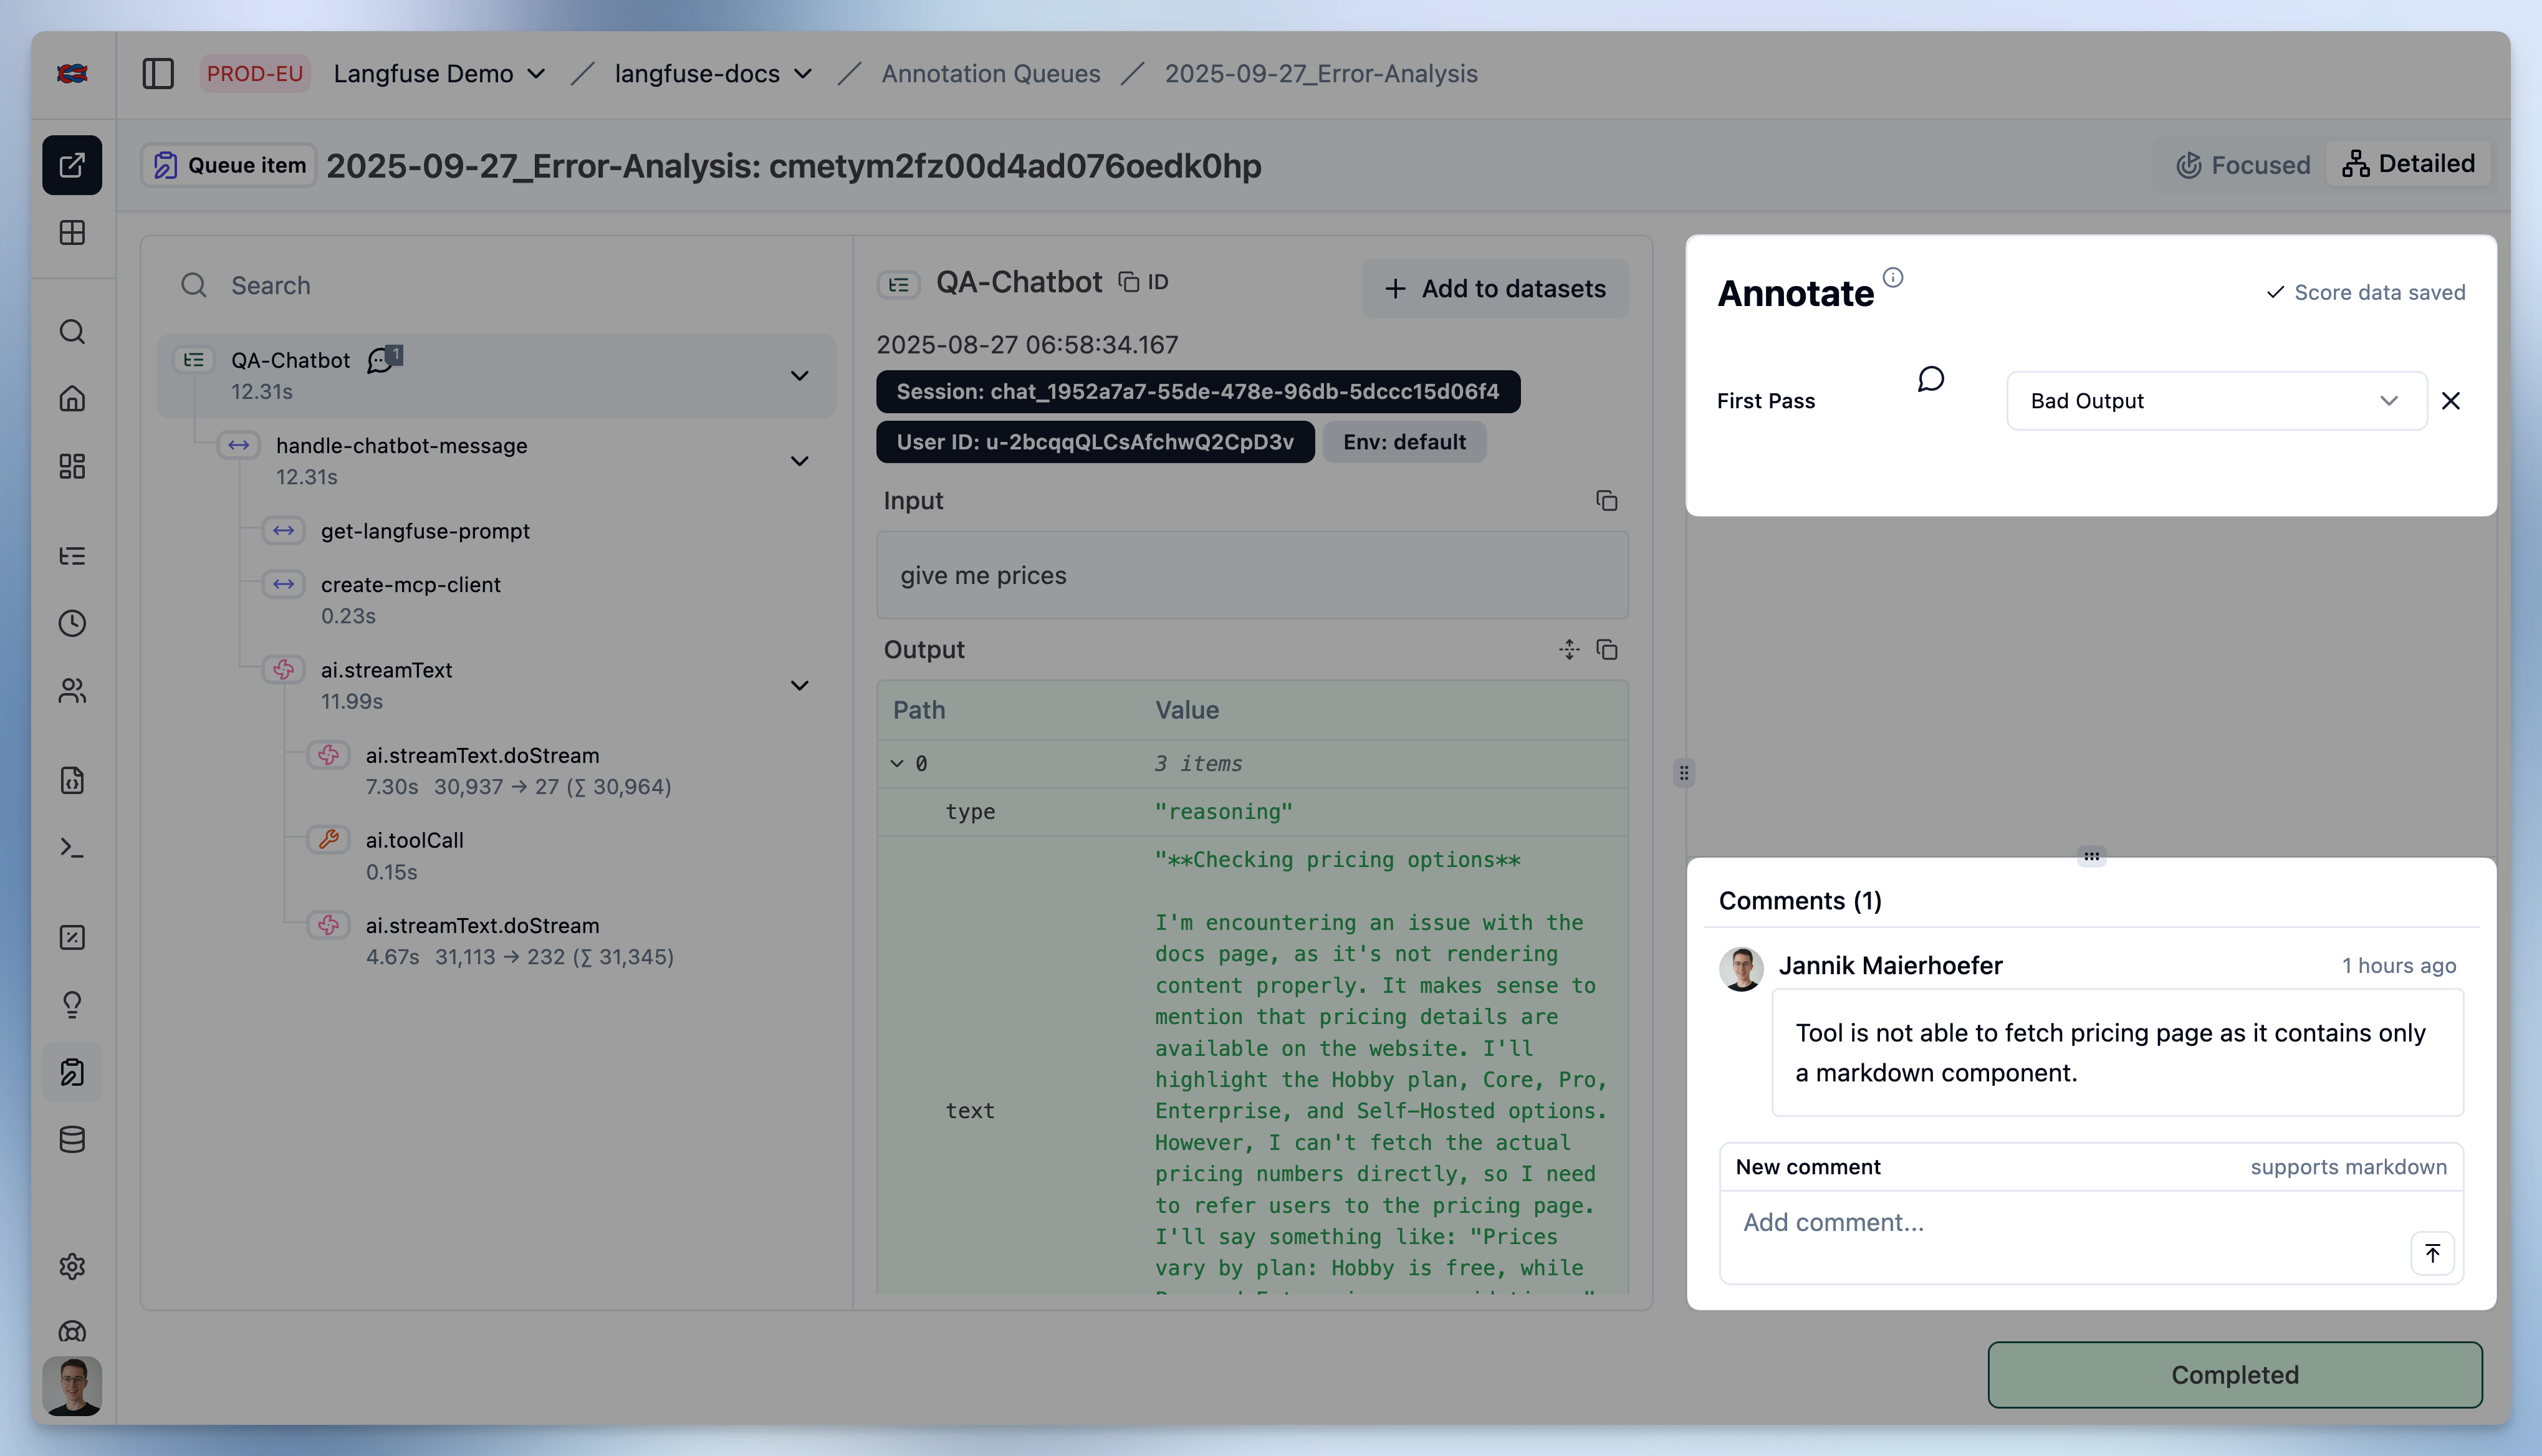 PROD-EU Langfuse Demo / langfuse-docs / Annotation Queues / 2025-09-27_Error-Analysis
Queue item 2025-09-27_Error-Analysis: cmetym2fz00d4ad076oedk0hp
Focused Detailed
Search
QA-Chatbot 1
12.31s
handle-chatbot-message
12.31s
get-langfuse-prompt
create-mcp-client
0.23s
ai.streamText
11.99s
ai.streamText.doStream
7.30s 30,937 → 27 (∑ 30,964)
ai.toolCall
0.15s
ai.streamText.doStream
4.67s 31,113 → 232 (∑ 31,345)
QA-Chatbot ID
+ Add to datasets
2025-08-27 06:58:34.167
Session: chat_1952a7a7-55de-478e-96db-5dccc15d06f4
User ID: u-2bcqqQLCsAfchwQ2CpD3v Env: default
Input
give me prices
Output
Path Value
0 3 items
type "reasoning"
text
"**Checking pricing options**
I'm encountering an issue with the
docs page, as it's not rendering
content properly. It makes sense to
mention that pricing details are
available on the website. I'll
highlight the Hobby plan, Core, Pro,
Enterprise, and Self-Hosted options.
However, I can't fetch the actual
pricing numbers directly, so I need
to refer users to the pricing page.
I'll say something like: "Prices
vary by plan: Hobby is free, while
Annotate
Score data saved
First Pass Bad Output
Comments (1)
Jannik Maierhoefer 1 hours ago
Tool is not able to fetch pricing page as it contains only
a markdown component.
New comment supports markdown
Add comment...
Completed